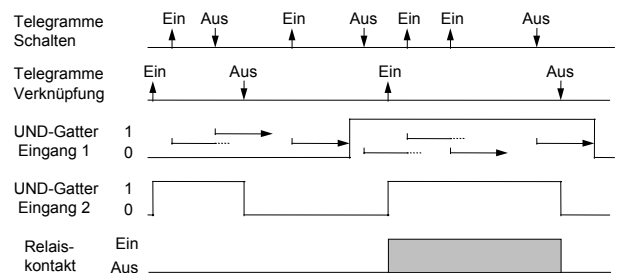 Telegramme Schalten
Ein Aus Ein Aus Ein Ein Aus
Telegramme Verknüpfung
Ein Aus Ein Aus
UND-Gatter Eingang 1
1
0
UND-Gatter Eingang 2
1
0
Relais-
kontakt
Ein
Aus